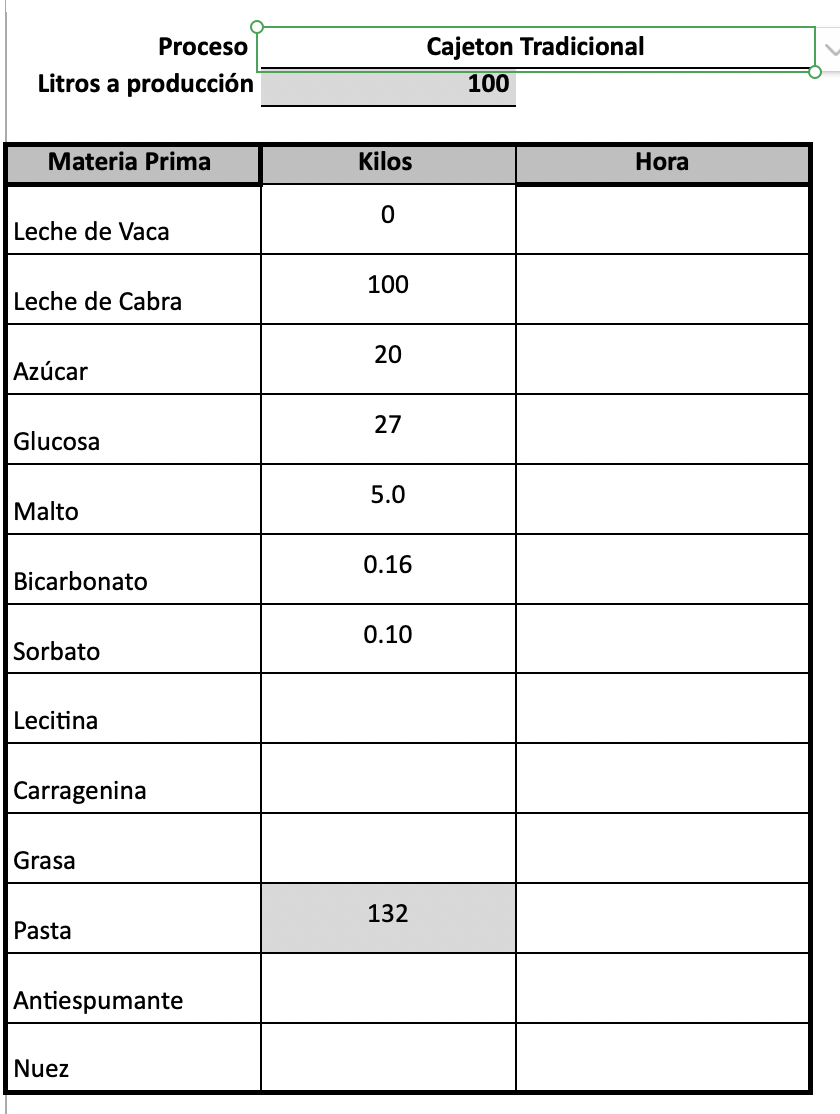 Proceso Cajeton Tradicional
Litros a producción 100
Materia Prima Kilos Hora
Leche de Vaca 0
Leche de Cabra 100
Azúcar 20
Glucosa 27
Malto 5.0
Bicarbonato 0.16
Sorbato 0.10
Lecitina
Carragenina
Grasa
Pasta 132
Antiespumante
Nuez